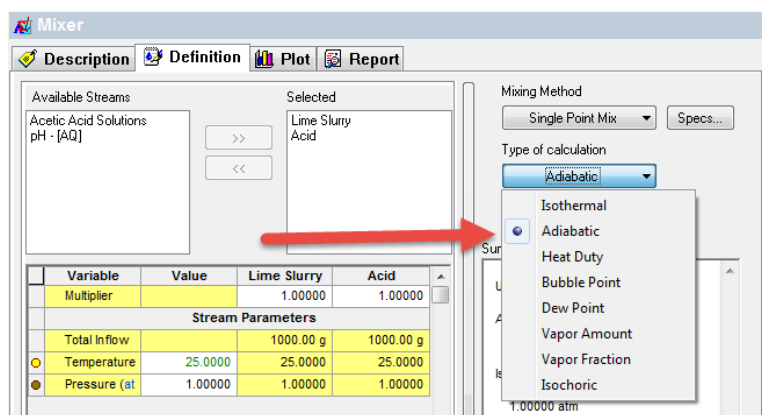 Mixer
Description Definition Plot Report
Available Streams Selected
Acetic Acid Solutions
pH - [AQ]
>>
<<
Lime Slurry
Acid
Mixing Method
Single Point Mix Specs...
Type of calculation
Adiabatic
Isothermal
Adiabatic
Heat Duty
Bubble Point
Dew Point
Vapor Amount
Vapor Fraction
Isochoric
Variable Value Lime Slurry Acid
Multiplier 1.00000 1.00000
Stream Parameters
Total Inflow 1000.00 g 1000.00 g
Temperature 25.0000 25.0000 25.0000
Pressure (at 1.00000 1.00000 1.00000
1.00000 atm